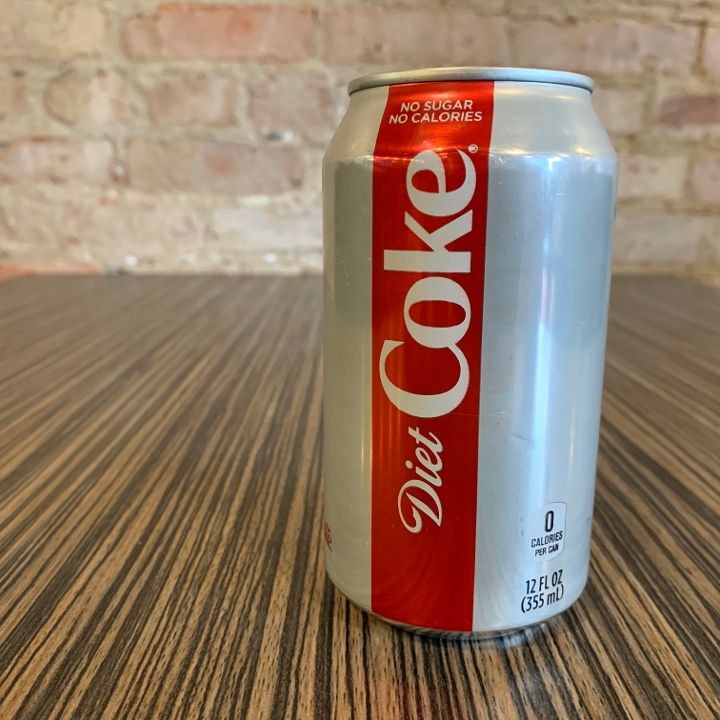 NO SUGAR
NO CALORIES
Diet Coke®
0
CALORIES
PER CAN
12 FL OZ
(355 mL)